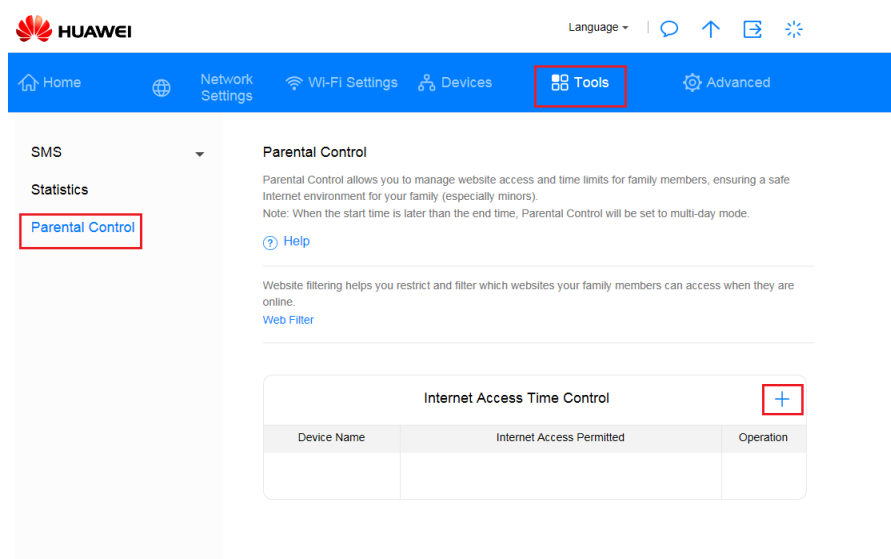 HUAWEI
Language
Home
Network
Settings
Wi-Fi Settings
Devices
Tools
Advanced
SMS
Statistics
Parental Control
Parental Control
Parental Control allows you to manage website access and time limits for family members, ensuring a safe
Internet environment for your family (especially minors).
Note: When the start time is later than the end time, Parental Control will be set to multi-day mode.
? Help
Website filtering helps you restrict and filter which websites your family members can access when they are
online.
Web Filter
Internet Access Time Control
Device Name
Internet Access Permitted
Operation